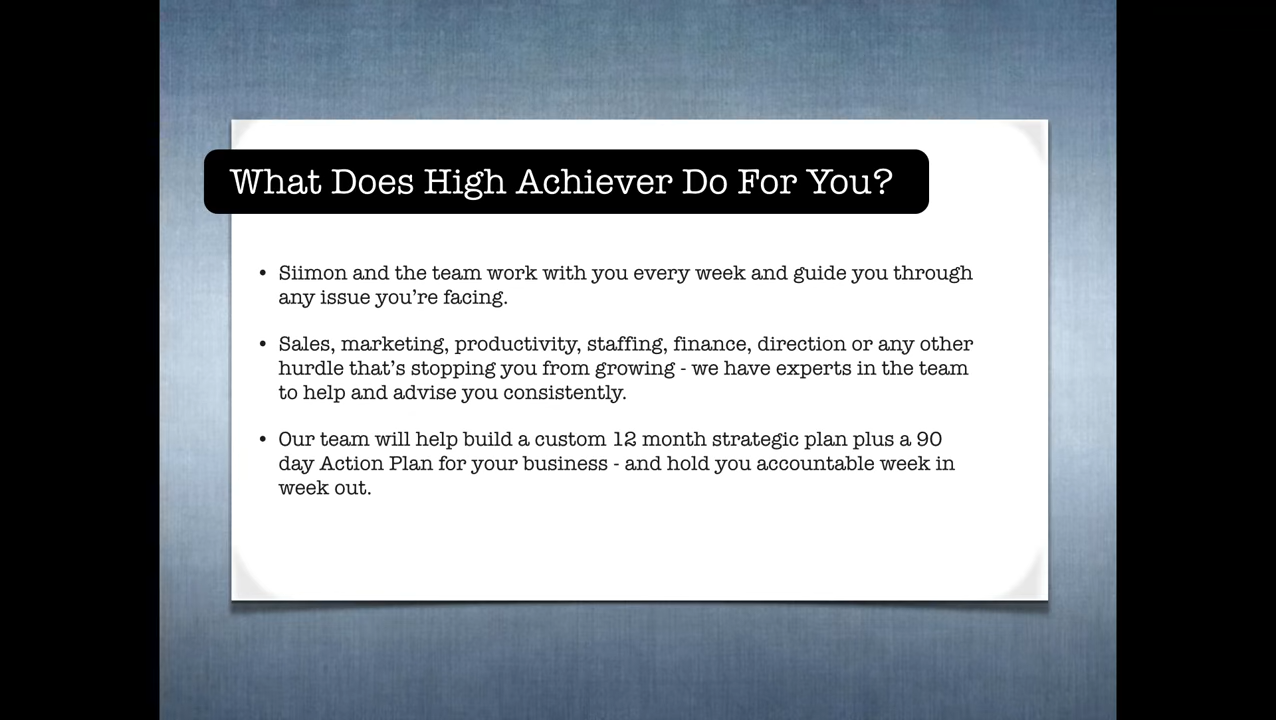 What Does High Achiever Do For You?
• Siimon and the team work with you every week and guide you through
any issue you're facing.
• Sales, marketing, productivity, staffing, finance, direction or any other
hurdle that's stopping you from growing - we have experts in the team
to help and advise you consistently.
• Our team will help build a custom 12 month strategic plan plus a 90
day Action Plan for your business - and hold you accountable week in
week out.